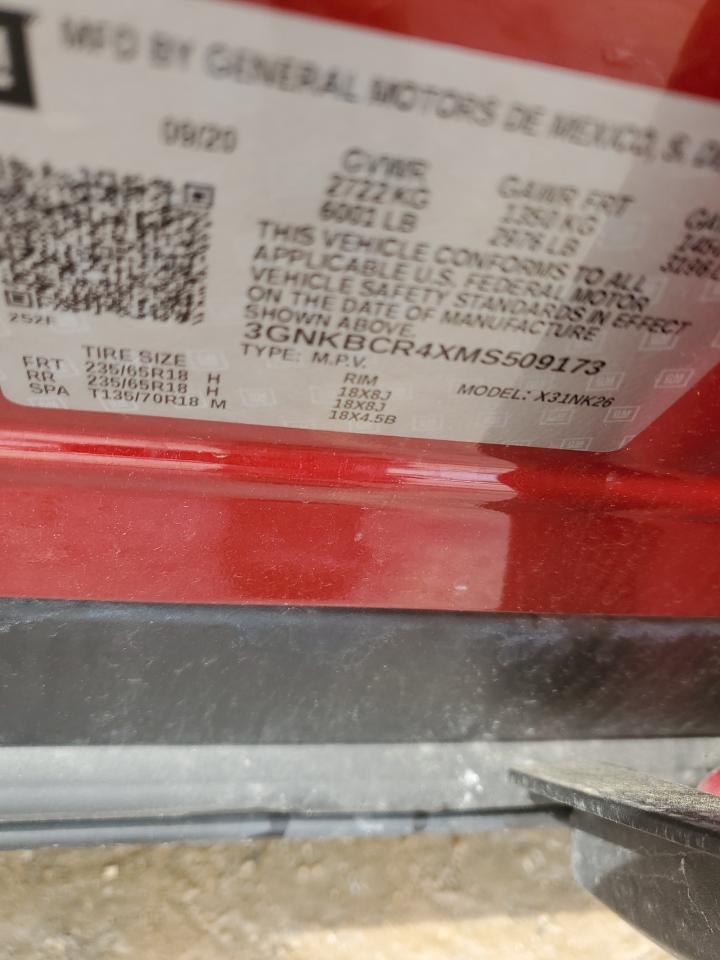 MFD BY GENERAL MOTORS DE MEXICO, S.
09/20
GVWR GAWR FRT
2722 KG 1350 KG
6001 LB 2976 LB
THIS VEHICLE CONFORMS TO ALL
APPLICABLE U.S. FEDERAL MOTOR
VEHICLE SAFETY STANDARDS IN EFFECT
ON THE DATE OF MANUFACTURE
SHOWN ABOVE.
3GNKBCR4XMS509173
TYPE: M.P.V. MODEL: X31NK26
TIRE SIZE RIM
FRT 235/65R18 H 18X8J
RR 235/65R18 H 18X8J
SPA T135/70R18 M 18X4.5B